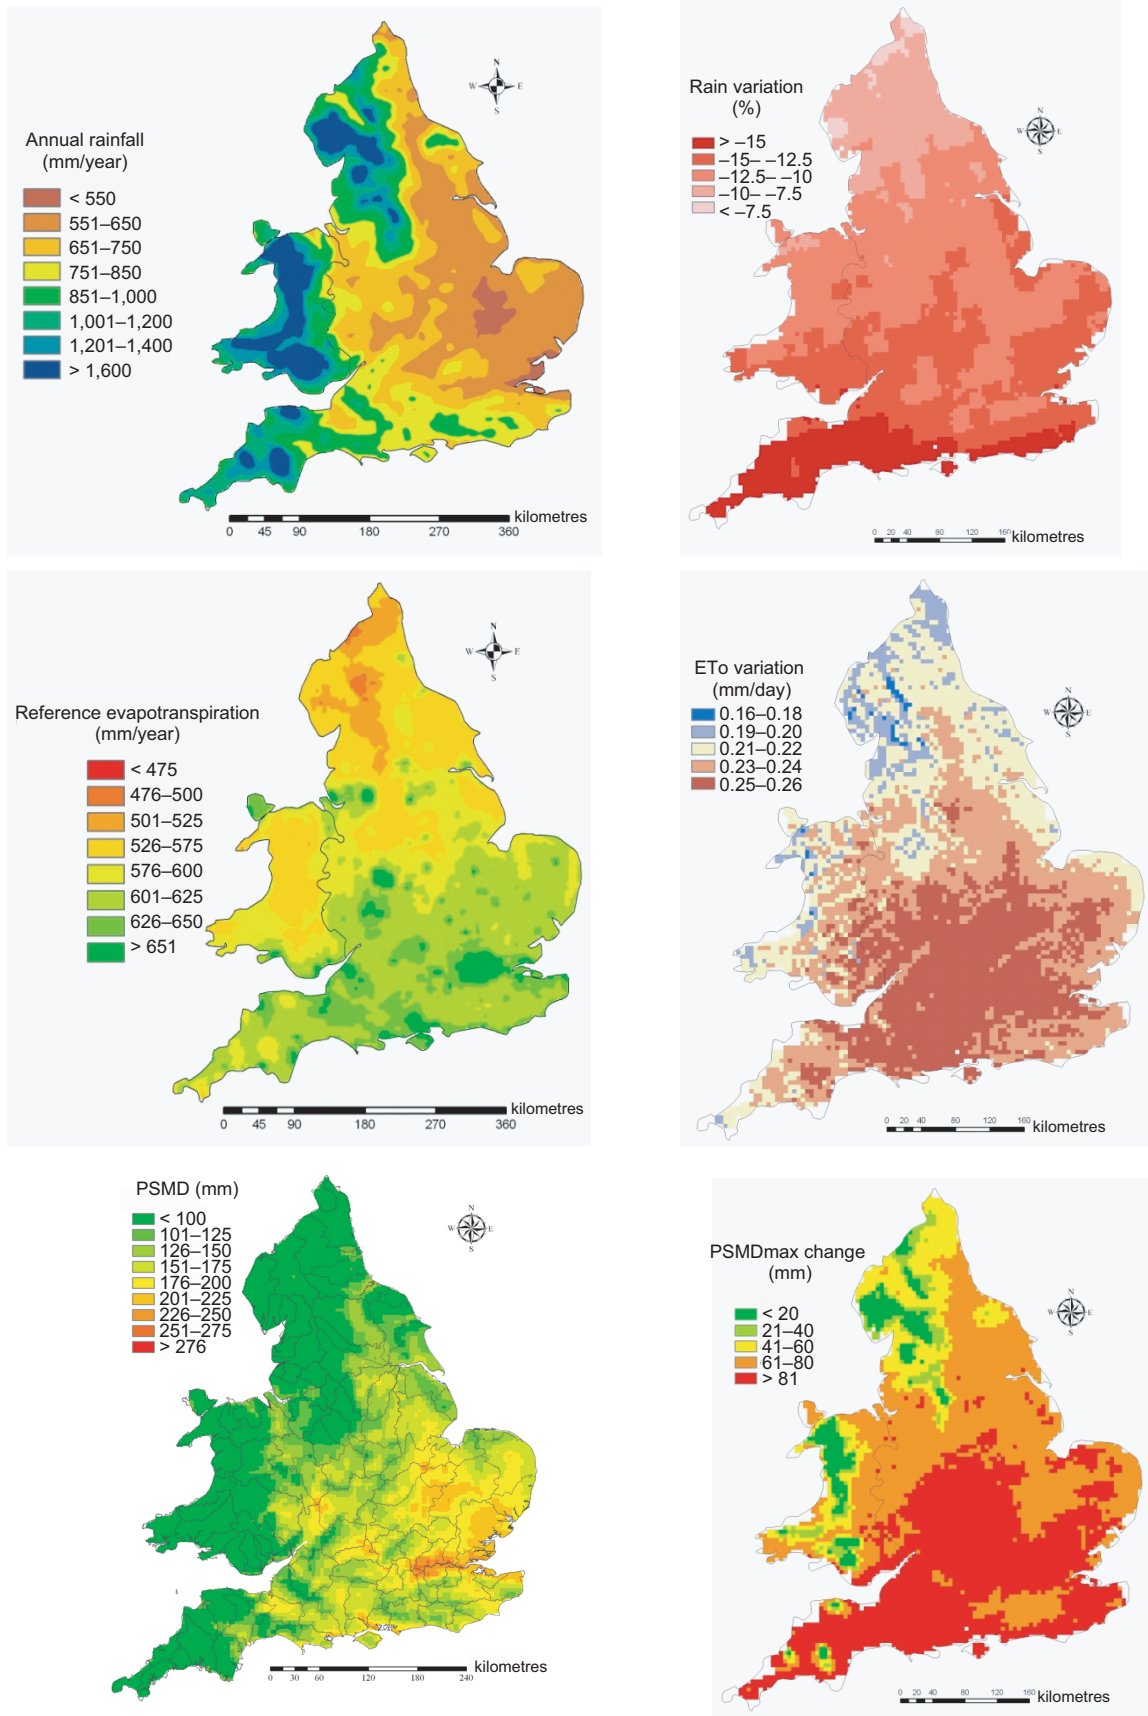 Annual rainfall
(mm/year)
< 550
551–650
651–750
751–850
851–1,000
1,001–1,200
1,201–1,400
> 1,600
N
W E
S
kilometres
0 45 90 180 270 360
Rain variation
(%)
> –15
–15– –12.5
–12.5– –10
–10– –7.5
< –7.5
N
W E
S
0 20 40 80 120 160
kilometres
Reference evapotranspiration
(mm/year)
< 475
476–500
501–525
526–575
576–600
601–625
626–650
> 651
N
W E
S
kilometres
0 45 90 180 270 360
ETo variation
(mm/day)
0.16–0.18
0.19–0.20
0.21–0.22
0.23–0.24
0.25–0.26
N
W E
S
0 20 40 80 120 160
kilometres
PSMD (mm)
< 100
101–125
126–150
151–175
176–200
201–225
226–250
251–275
> 276
N
W E
S
kilometres
0 30 60 120 180 240
PSMDmax change
(mm)
< 20
21–40
41–60
61–80
> 81
N
W E
S
0 20 40 80 120 160
kilometres